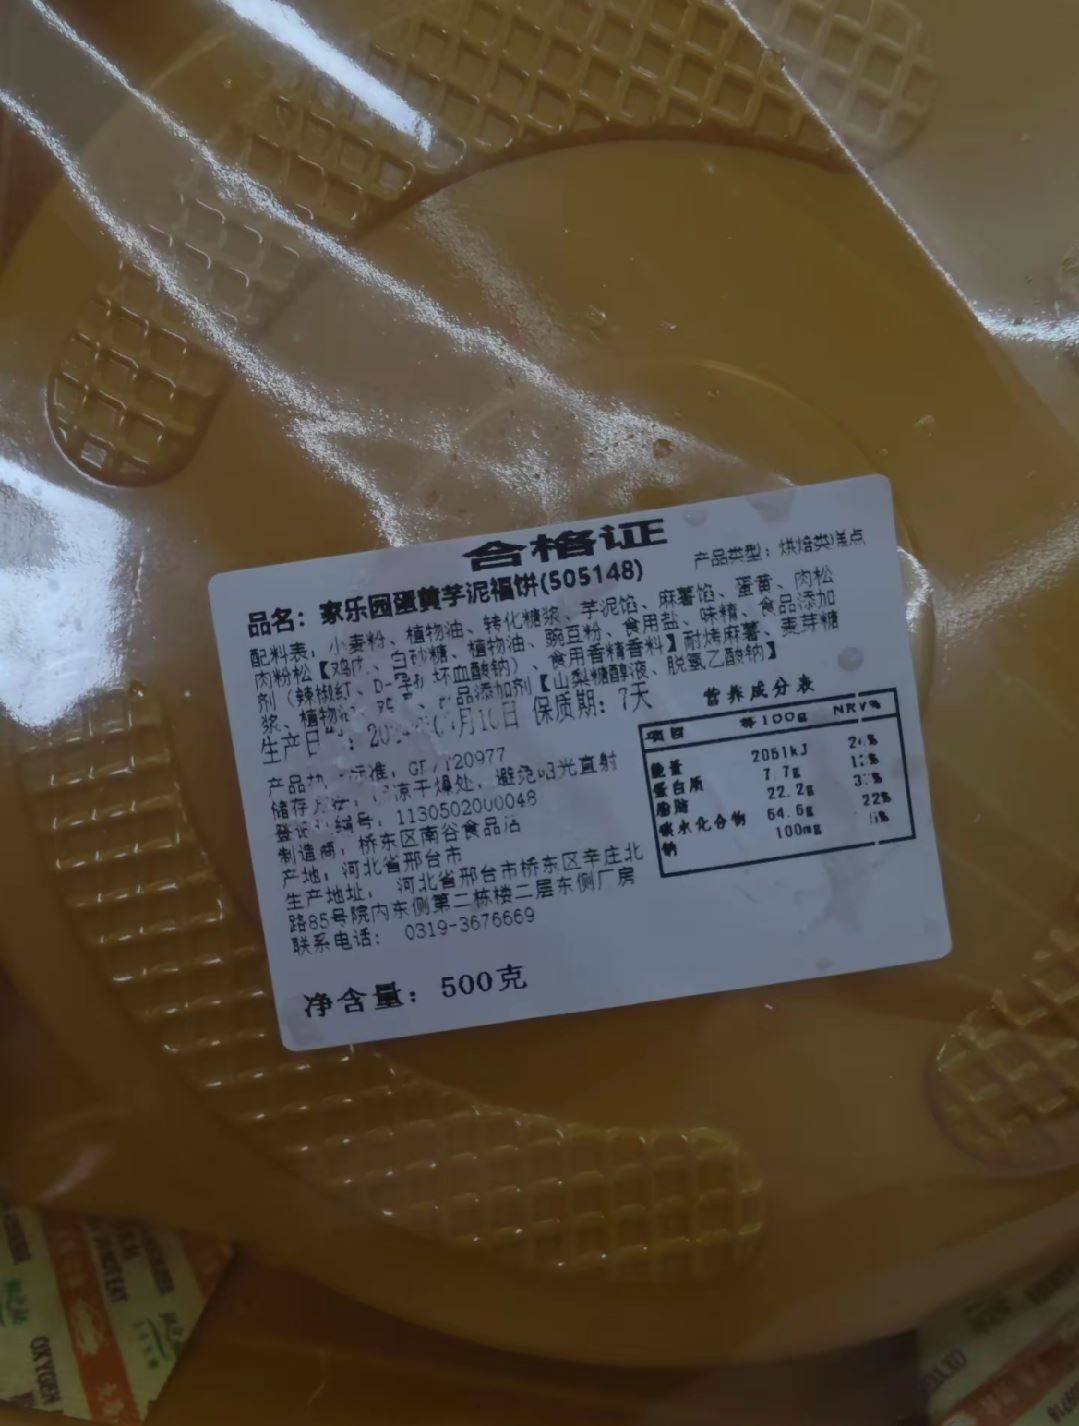 合格证
产品类型：烘焙类糕点
品名：家乐园蛋黄芋泥福饼(505148)
配料表：小麦粉、植物油、转化糖浆、芋泥馅、麻薯馅、蛋黄、肉松
肉粉松【鸡肉、白砂糖、植物油、豌豆粉、食用盐、味精、食品添加
剂（辣椒红、D-异抗坏血酸钠）、食用香精香料】耐烤麻薯、麦芽糖
浆、植物油、食品添加剂【山梨糖醇液、脱氢乙酸钠】
生产日 月10日 保质期：7天
产品执行标准：GB/T20977
储存方法：阴凉干燥处，避免阳光直射
登记证编号：1130502000048
制造商：桥东区南谷食品店
产地：河北省邢台市
生产地址：河北省邢台市桥东区辛庄北
路85号院内东侧第二栋楼二层东侧厂房
联系电话：0319-3676669
净含量：500克
营养成分表
项目 每100g NRV%
能量 2051kJ
蛋白质 7.7g
脂肪 22.2g
碳水化合物 54.6g 22%
钠 100mg
OXYGEN
NOT EAT